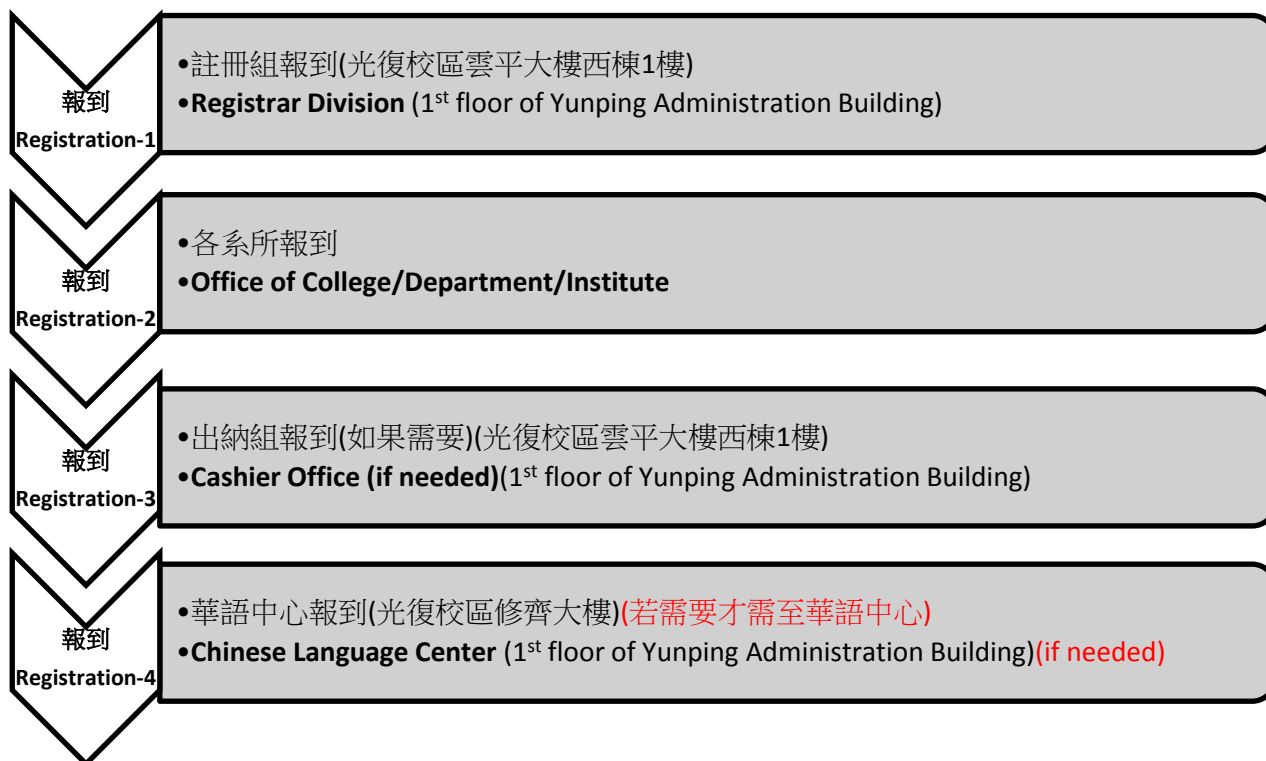 報到
Registration-1
•註冊組報到(光復校區雲平大樓西棟1樓)
•Registrar Division (1st floor of Yunping Administration Building)
報到
Registration-2
•各系所報到
•Office of College/Department/Institute
報到
Registration-3
•出納組報到(如果需要)(光復校區雲平大樓西棟1樓)
•Cashier Office (if needed)(1st floor of Yunping Administration Building)
報到
Registration-4
•華語中心報到(光復校區修齊大樓)(若需要才需至華語中心)
•Chinese Language Center (1st floor of Yunping Administration Building)(if needed)